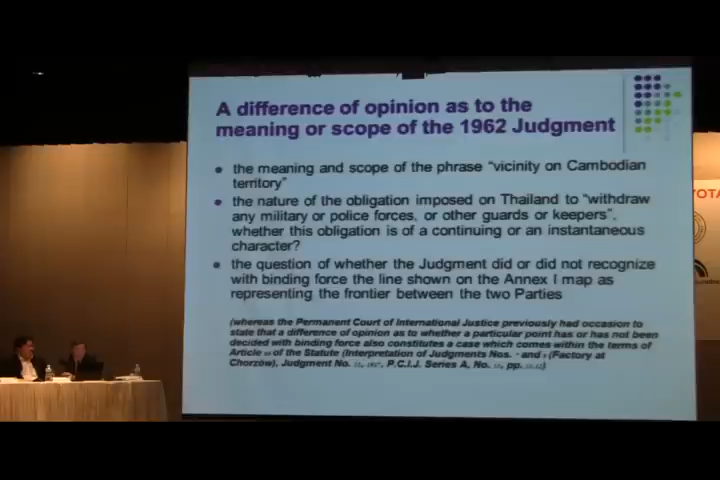 A difference of opinion as to the
meaning or scope of the 1962 Judgment
• the meaning and scope of the phrase "vicinity on Cambodian
territory"
• the nature of the obligation imposed on Thailand to "withdraw
any military or police forces, or other guards or keepers",
whether this obligation is of a continuing or an instantaneous
character?
• the question of whether the Judgment did or did not recognize
with binding force the line shown on the Annex I map as
representing the frontier between the two Parties
(whereas the Permanent Court of International Justice previously had occasion to
state that a difference of opinion as to whether a particular point has or has not been
decided with binding force also constitutes a case which comes within the terms of
Article of the Statute (Interpretation of Judgments Nos. and (Factory at
Chorzów), Judgment No. P.C.I.J. Series A, No. pp.
YOTA